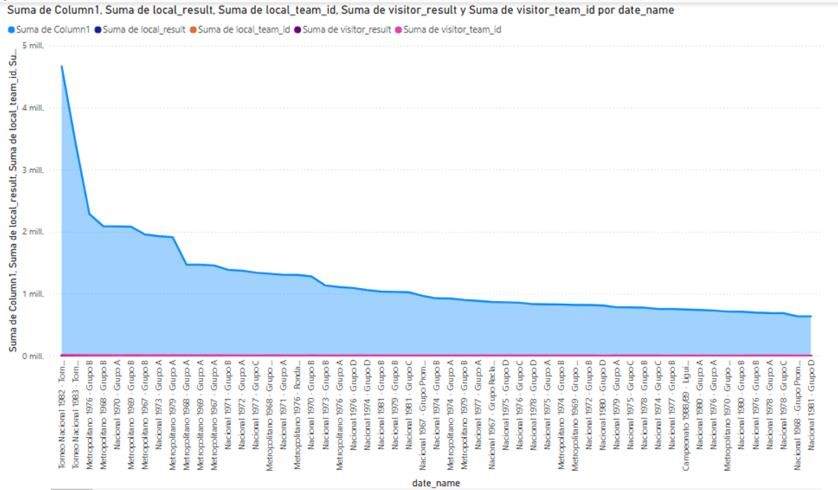 Suma de Column1, Suma de local_result, Suma de local_team_id, Suma de visitor_result y Suma de visitor_team_id por date_name
Suma de Column1 Suma de local_result Suma de local_team_id Suma de visitor_result Suma de visitor_team_id
Suma de Column1, Suma de local_result, Suma de local_team_id, Su...
5 mill.
4 mill.
3 mill.
2 mill.
1 mill.
0 mill.
Torneo Nacional 1982 - Torn...
Torneo Nacional 1983 - Torn...
Metropolitano 1976 - Grupo B
Metropolitano 1968 - Grupo B
Nacional 1970 - Grupo A
Metropolitano 1969 - Grupo B
Metropolitano 1967 - Grupo B
Nacional 1973 - Grupo A
Metropolitano 1979 - Grupo A
Metropolitano 1968 - Grupo A
Metropolitano 1969 - Grupo A
Metropolitano 1967 - Grupo A
Nacional 1971 - Grupo B
Nacional 1972 - Grupo A
Nacional 1977 - Grupo C
Metropolitano 1968 - Grupo...
Nacional 1971 - Grupo A
Metropolitano 1976 - Ronda...
Nacional 1970 - Grupo B
Nacional 1973 - Grupo B
Metropolitano 1976 - Grupo A
Nacional 1976 - Grupo D
Nacional 1974 - Grupo D
Nacional 1981 - Grupo B
Nacional 1979 - Grupo B
Nacional 1981 - Grupo C
Nacional 1967 - Grupo Prom...
Nacional 1974 - Grupo B
Metropolitano 1974 - Grupo A
Metropolitano 1979 - Grupo B
Nacional 1977 - Grupo A
Nacional 1967 - Grupo Recla...
Nacional 1975 - Grupo D
Nacional 1976 - Grupo C
Nacional 1978 - Grupo D
Nacional 1975 - Grupo A
Metropolitano 1974 - Grupo B
Metropolitano 1969 - Grupo...
Nacional 1972 - Grupo B
Nacional 1980 - Grupo D
Nacional 1979 - Grupo A
Nacional 1975 - Grupo C
Nacional 1978 - Grupo B
Nacional 1974 - Grupo C
Nacional 1977 - Grupo B
Campeonato 1988/89 - Ligui...
Nacional 1980 - Grupo A
Nacional 1976 - Grupo A
Metropolitano 1970 - Grupo...
Nacional 1980 - Grupo B
Nacional 1976 - Grupo B
Nacional 1978 - Grupo A
Nacional 1978 - Grupo C
Nacional 1968 - Grupo Prom...
Nacional 1981 - Grupo D
date_name